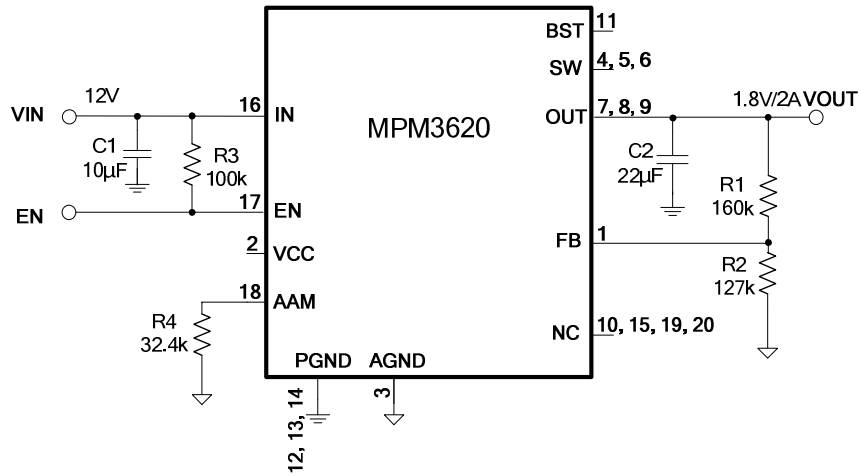 BST 11
SW 4, 5, 6
VIN 12V 16 IN
MPM3620
OUT 7, 8, 9
1.8V/2A VOUT
C1
10µF
R3
100k
C2
22µF
R1
160k
EN 17 EN
2 VCC
FB 1
R2
127k
18 AAM
R4
32.4k
NC 10, 15, 19, 20
PGND AGND
12, 13, 14
3